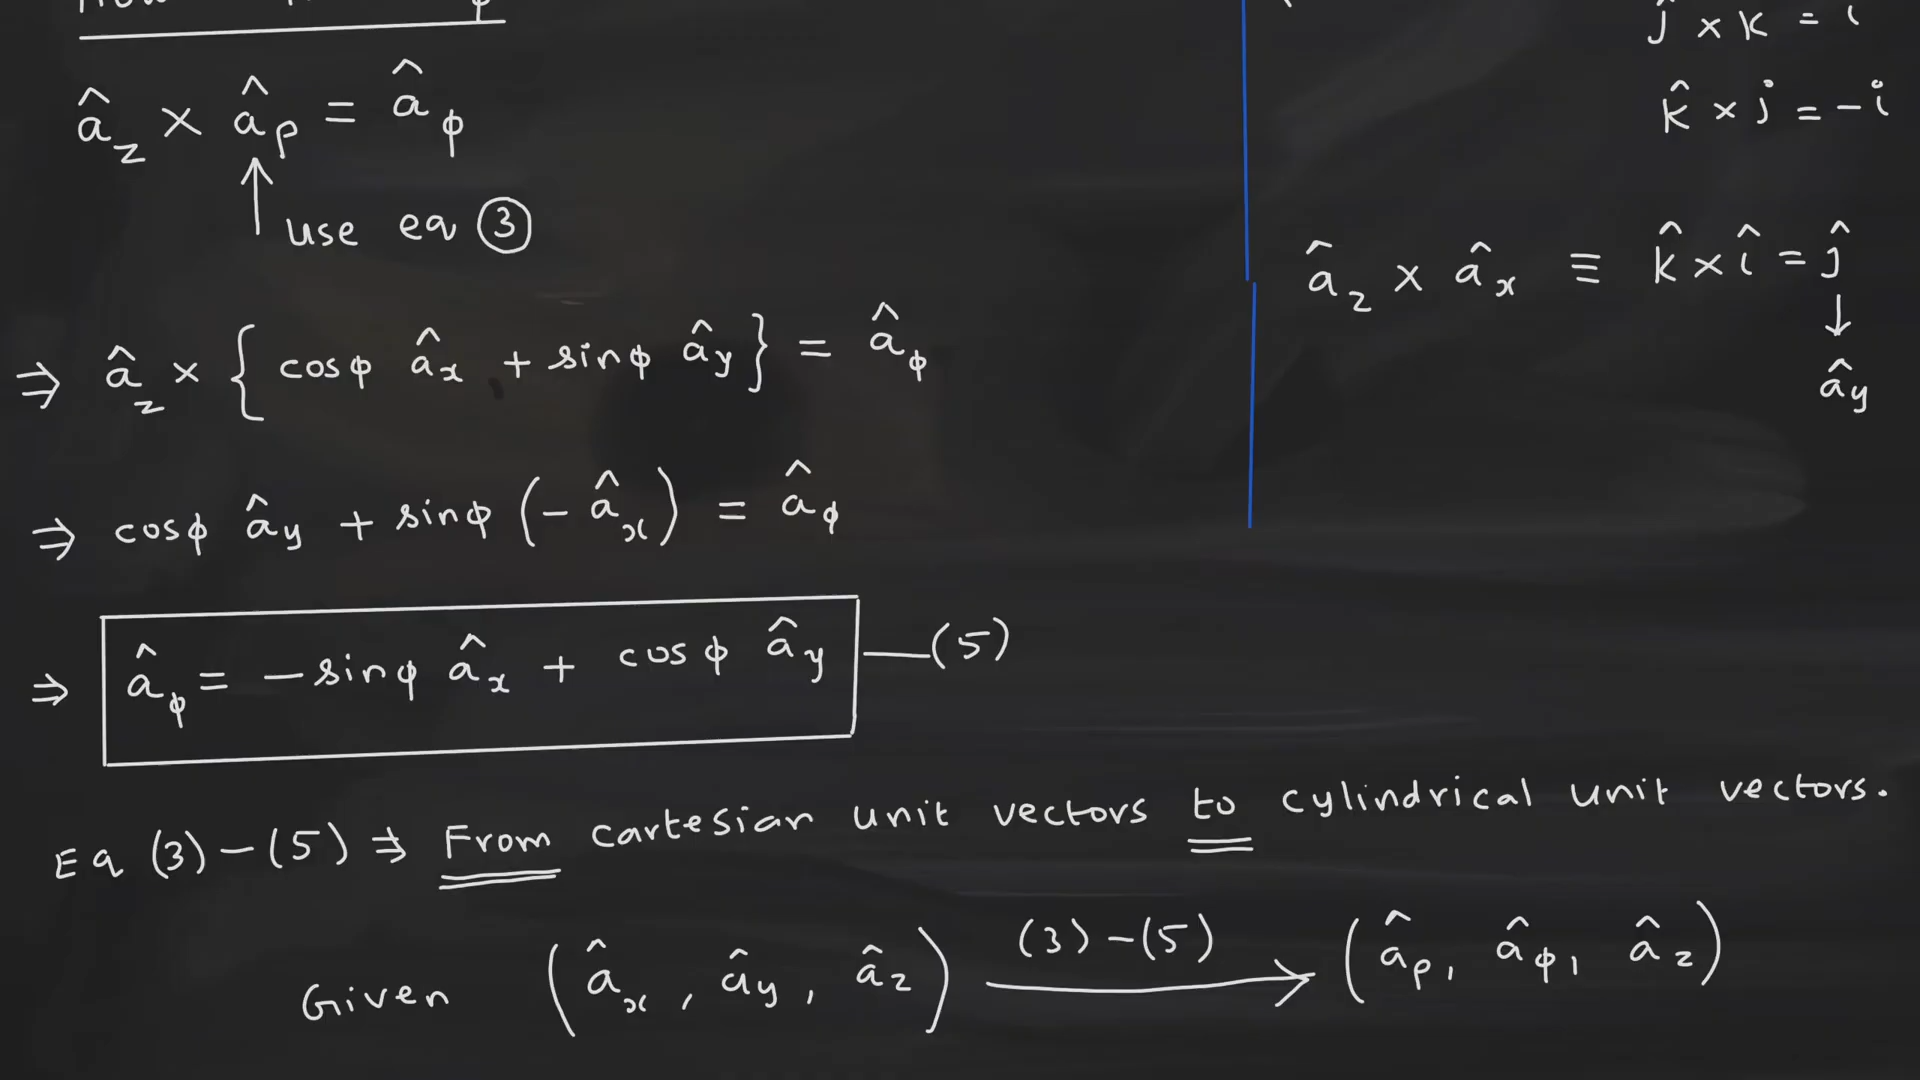 â_z × â_ρ = â_φ
use eq ③
⇒ â_z × { cosφ â_x + sinφ â_y } = â_φ
⇒ cosφ â_y + sinφ (- â_x) = â_φ
⇒ â_φ = - sinφ â_x + cosφ â_y —(5)
Eq (3)-(5) ⇒ From cartesian unit vectors to cylindrical unit vectors.
Given (â_x, â_y, â_z) (3)-(5) → (â_ρ, â_φ, â_z)
ĵ × k = i
k̂ × j = -i
â_z × â_x ≡ k̂ × î = ĵ
↓
â_y